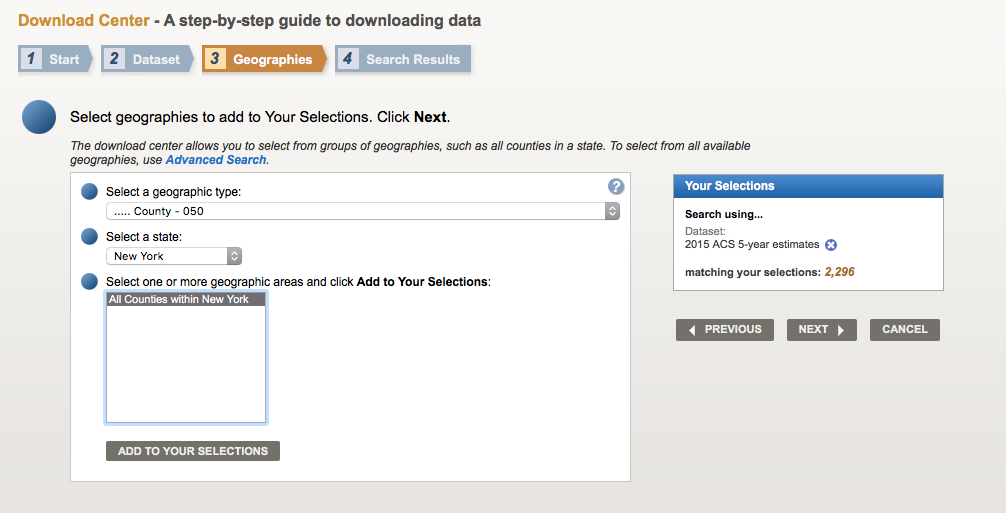 Download Center - A step-by-step guide to downloading data
1 Start 2 Dataset 3 Geographies 4 Search Results
Select geographies to add to Your Selections. Click Next.
The download center allows you to select from groups of geographies, such as all counties in a state. To select from all available
geographies, use Advanced Search.
Select a geographic type:
?
..... County - 050
Select a state:
New York
Select one or more geographic areas and click Add to Your Selections:
All Counties within New York
ADD TO YOUR SELECTIONS
Your Selections
Search using...
Dataset:
2015 ACS 5-year estimates
matching your selections: 2,296
PREVIOUS NEXT CANCEL